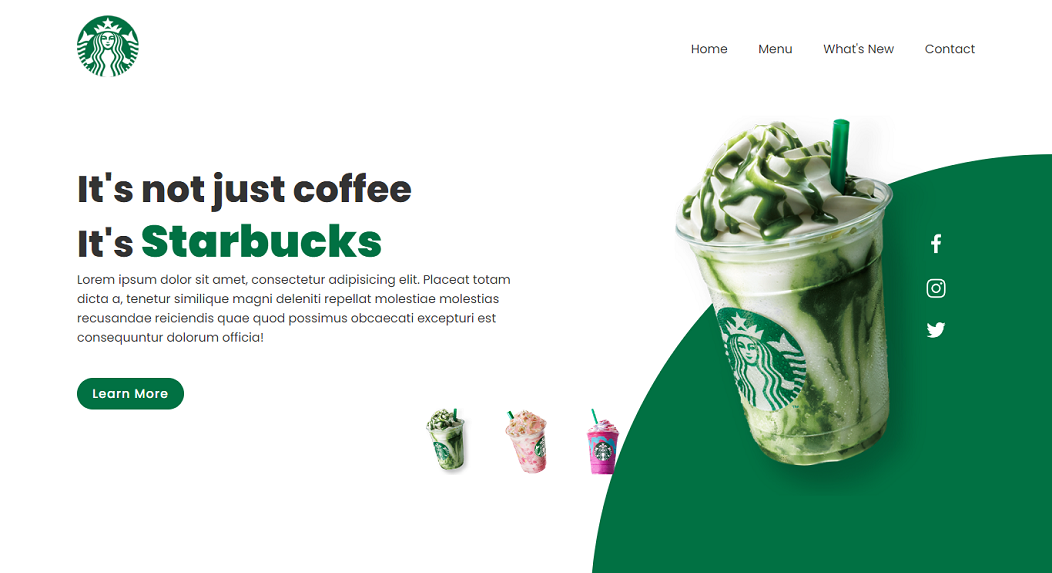 Home Menu What's New Contact
It's not just coffee
It's Starbucks
Lorem ipsum dolor sit amet, consectetur adipisicing elit. Placeat totam
dicta a, tenetur similique magni deleniti repellat molestiae molestias
recusandae reiciendis quae quod possimus obcaecati excepturi est
consequuntur dolorum officia!
Learn More